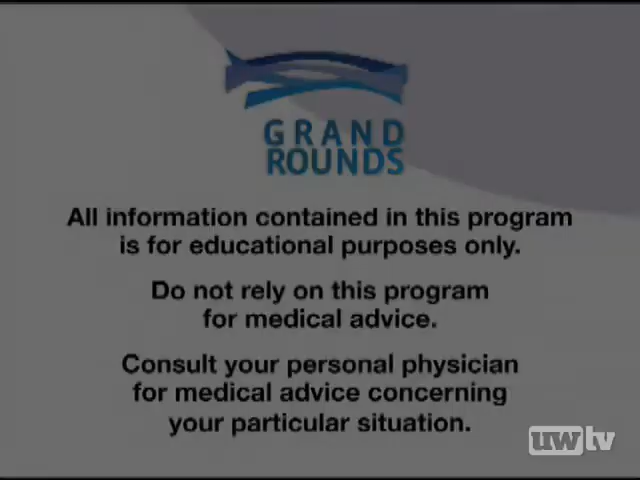 GRAND
ROUNDS
All information contained in this program
is for educational purposes only.
Do not rely on this program
for medical advice.
Consult your personal physician
for medical advice concerning
your particular situation.
uwtv